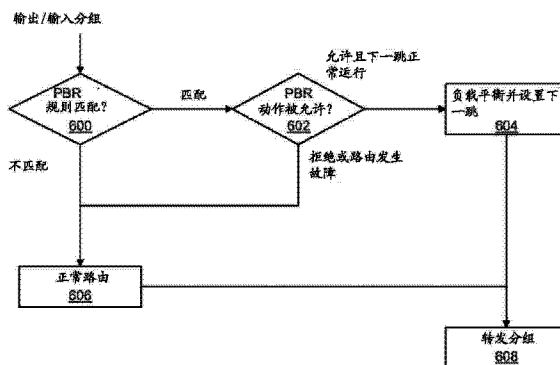 输出/输入分组
PBR
规则匹配?
600
匹配
PBR
动作被允许?
602
允许且下一跳正
常运行
负载平衡并设置下
一跳
604
不匹配
拒绝或路由发生
故障
正常路由
606
转发分组
608